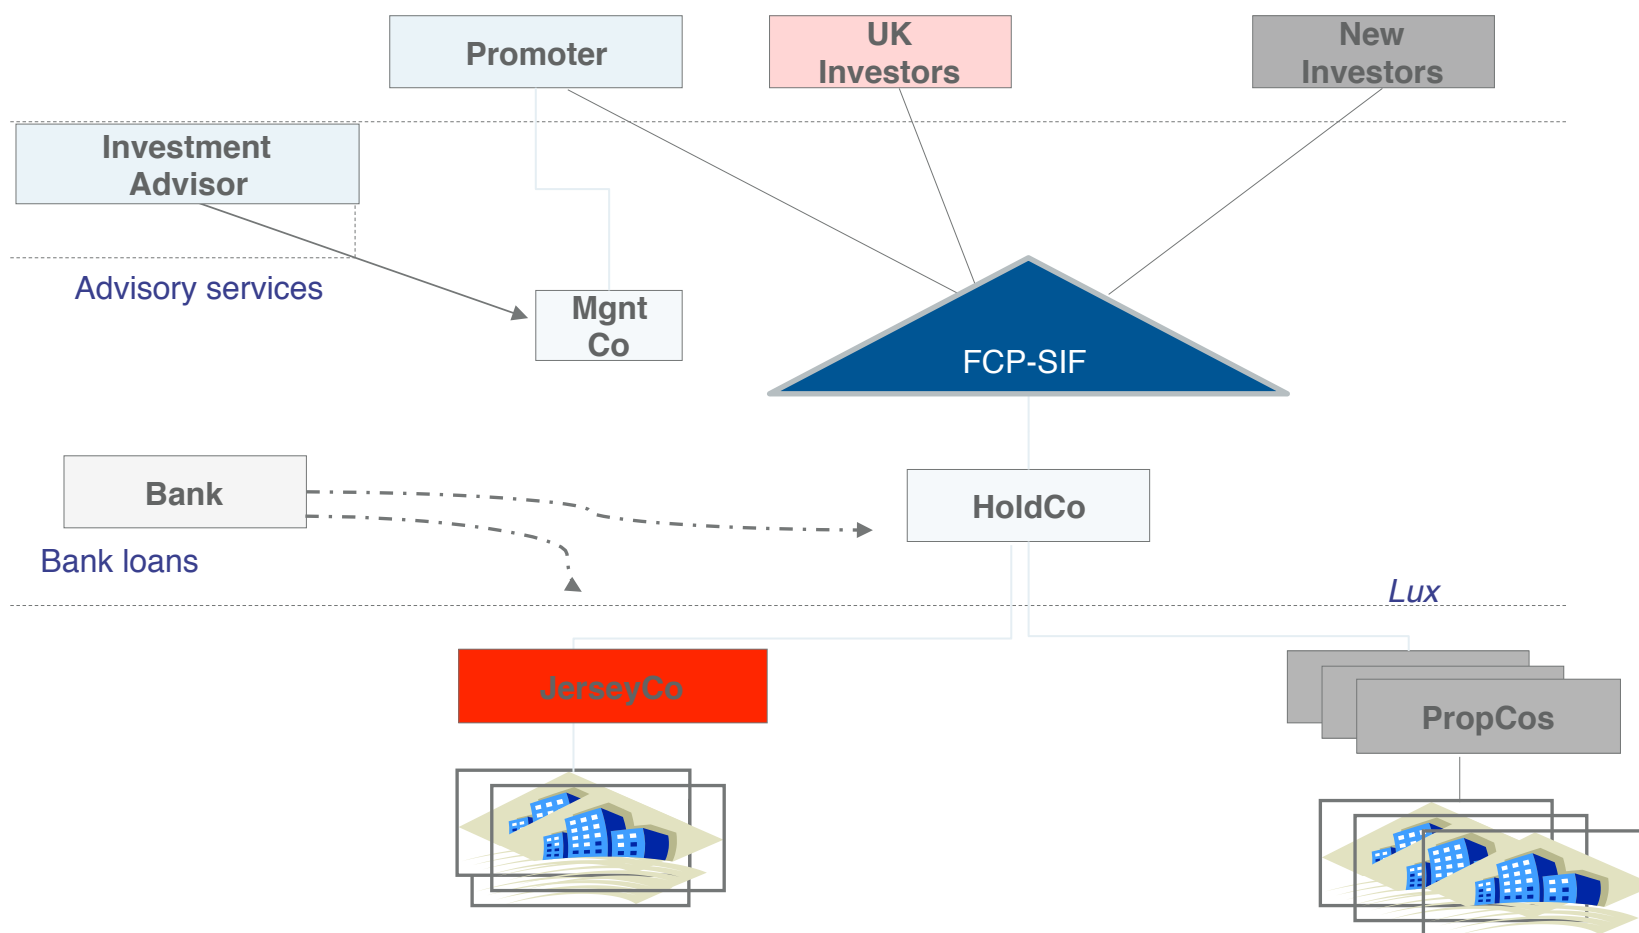 Promoter
UK
Investors
New
Investors
Investment
Advisor
Advisory services
Mgnt
Co
FCP-SIF
Bank
HoldCo
Bank loans
Lux
JerseyCo
PropCos